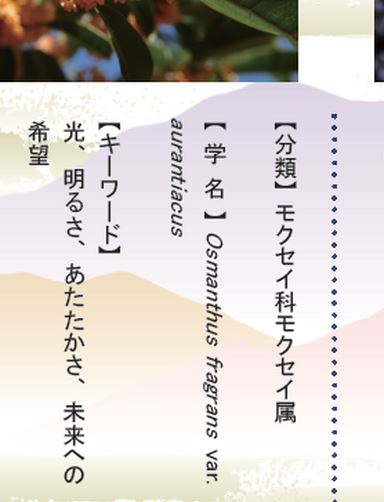 【分類】モクセイ科モクセイ属
【学名】Osmanthus fragrans var.
aurantiacus
【キーワード】
光、明るさ、あたたかさ、未来への
希望